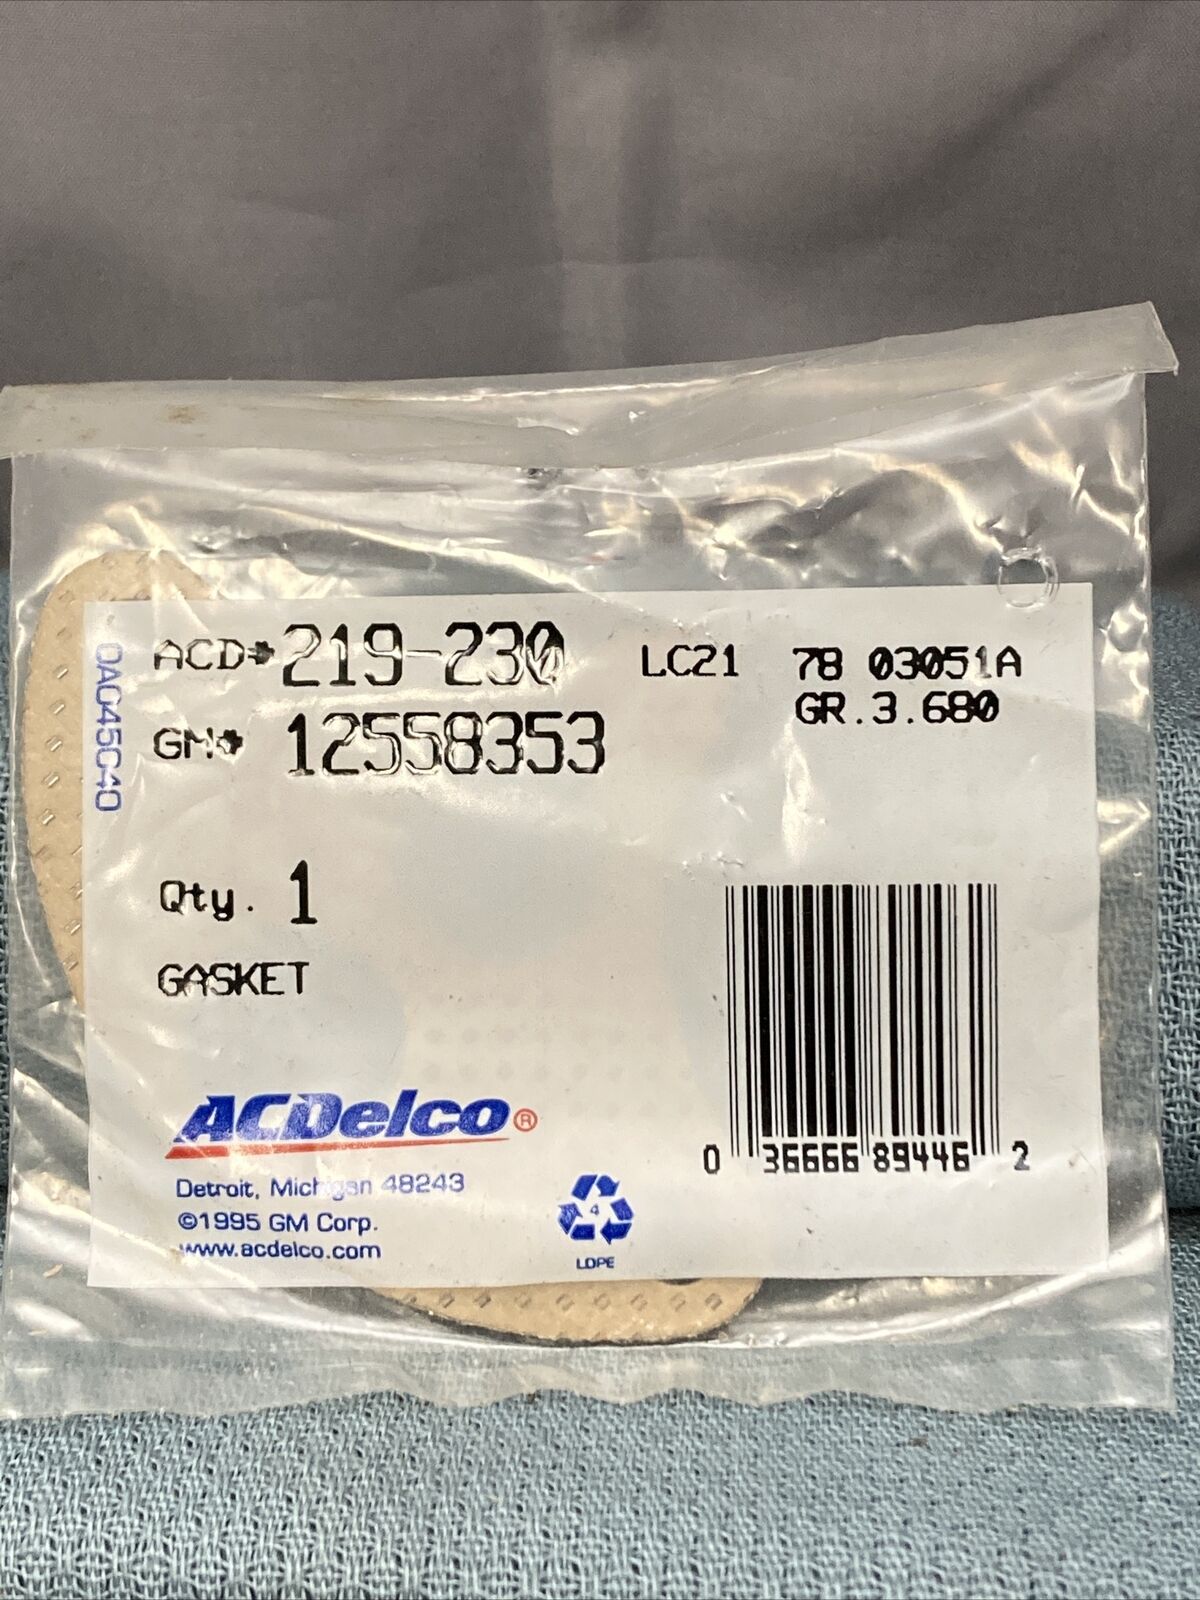 ACD# 219-230
GM# 12558353
LC21 78 03051A
GR.3.680
0A045C40
Qty. 1
GASKET
ACDelco®
Detroit, Michigan 48243
©1995 GM Corp.
www.acdelco.com
4
LDPE
0 36666 89446 2